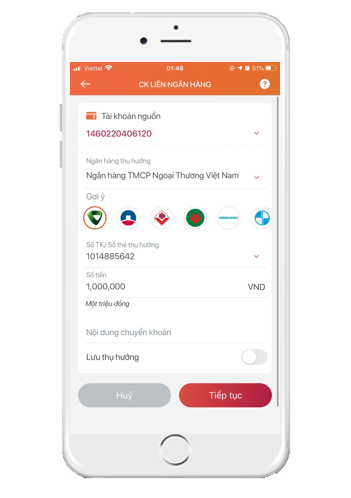 Viettel 01:48 51%
CK LIÊN NGÂN HÀNG ?
Tài khoản nguồn
1460220406120
Ngân hàng thụ hưởng
Ngân hàng TMCP Ngoại Thương Việt Nam
Gợi ý
Số TK/ Số thẻ thụ hưởng
1014885642
Số tiền
1,000,000 VND
Một triệu đồng
Nội dung chuyển khoản
Lưu thụ hưởng
Huỷ Tiếp tục